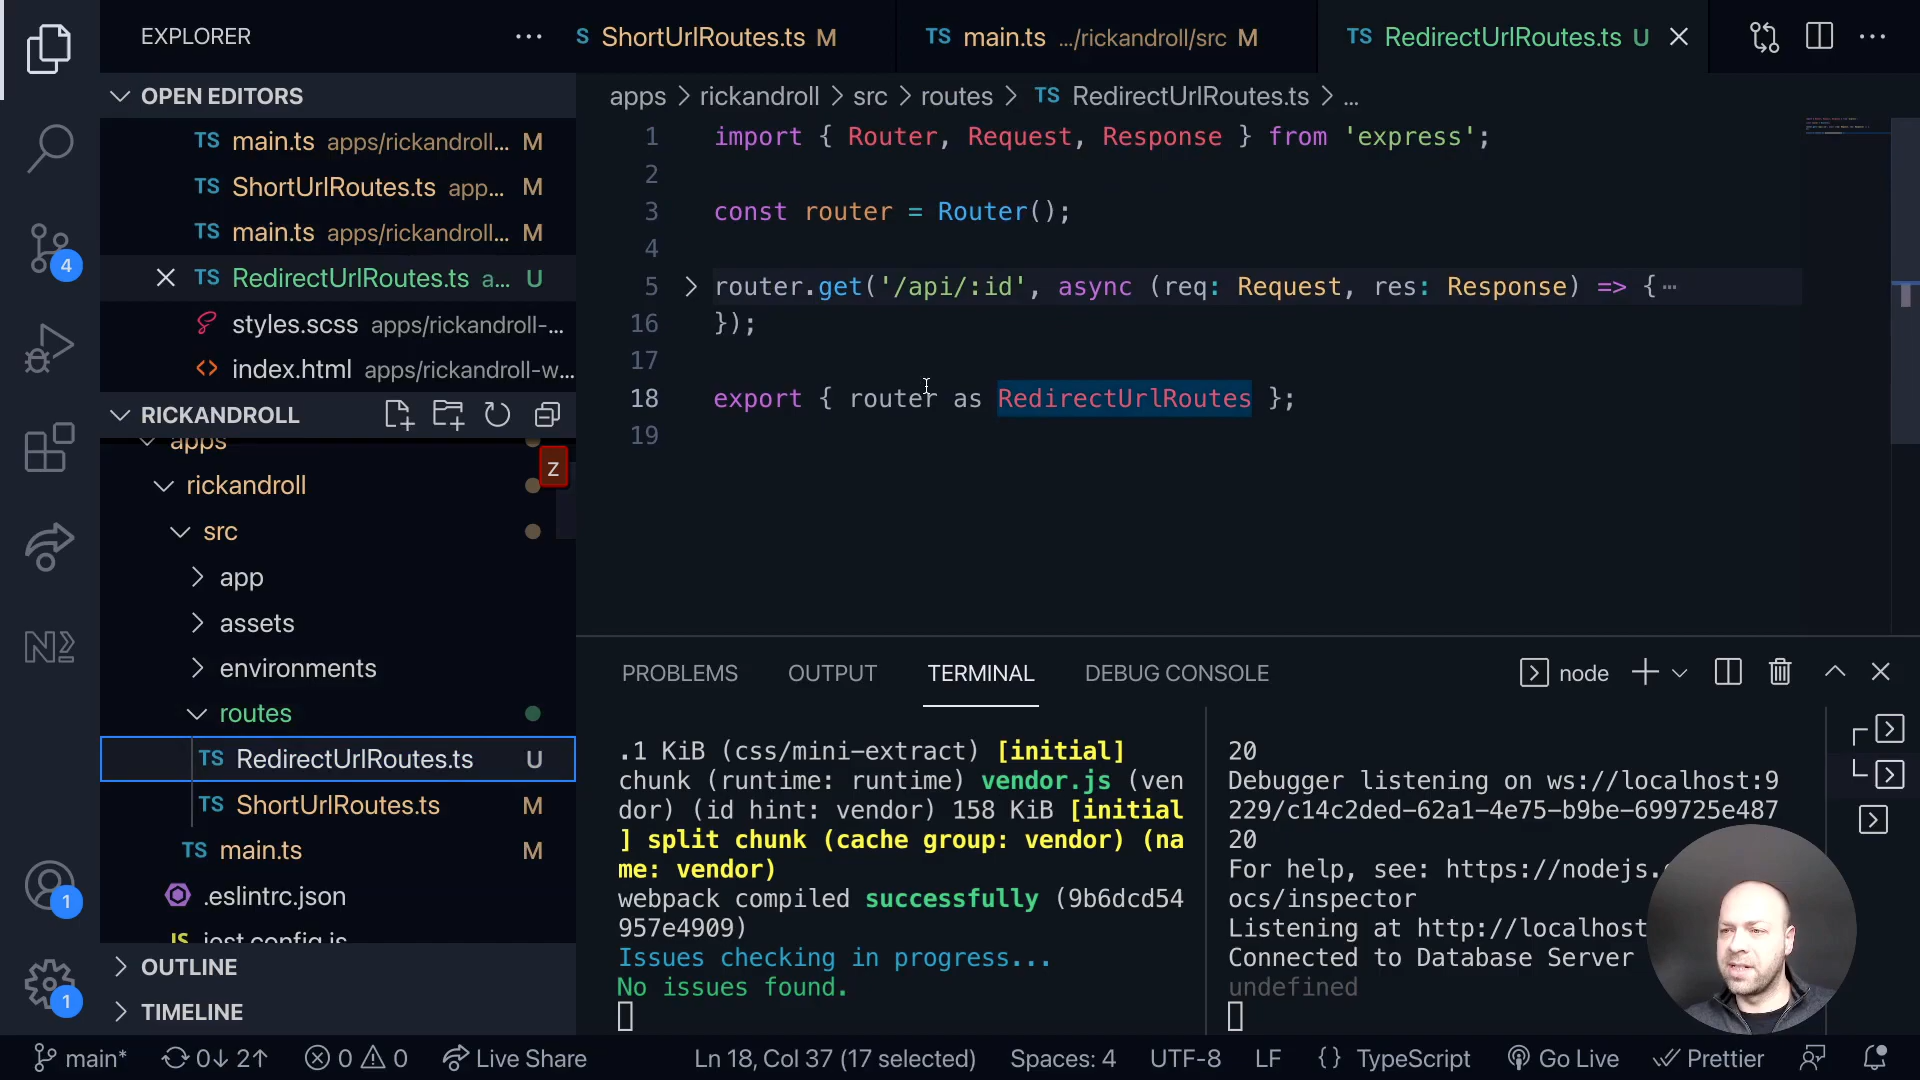 EXPLORER
S ShortUrlRoutes.ts M
TS main.ts .../rickandroll/src M
TS RedirectUrlRoutes.ts U
OPEN EDITORS
TS main.ts apps/rickandroll... M
TS ShortUrlRoutes.ts app... M
TS main.ts apps/rickandroll... M
TS RedirectUrlRoutes.ts a... U
styles.scss apps/rickandroll-...
index.html apps/rickandroll-w...
RICKANDROLL
apps
z
rickandroll
src
app
assets
environments
routes
TS RedirectUrlRoutes.ts U
TS ShortUrlRoutes.ts M
TS main.ts M
.eslintrc.json
JS jest.config.js
OUTLINE
TIMELINE
4
1
1
apps > rickandroll > src > routes > TS RedirectUrlRoutes.ts > ...
1 import { Router, Request, Response } from 'express';
2
3 const router = Router();
4
5 router.get('/api/:id', async (req: Request, res: Response) => {⋯
16 });
17
18 export { router as RedirectUrlRoutes };
19
PROBLEMS OUTPUT TERMINAL DEBUG CONSOLE
node
.1 KiB (css/mini-extract) [initial]
chunk (runtime: runtime) vendor.js (ven
dor) (id hint: vendor) 158 KiB [initial
] split chunk (cache group: vendor) (na
me: vendor)
webpack compiled successfully (9b6dcd54
957e4909)
Issues checking in progress...
No issues found.
20
Debugger listening on ws://localhost:9
229/c14c2ded-62a1-4e75-b9be-699725e487
20
For help, see: https://nodejs.
ocs/inspector
Listening at http://localhost
Connected to Database Server
undefined
main* 0↓ 2↑ 0 0 Live Share
Ln 18, Col 37 (17 selected) Spaces: 4 UTF-8 LF {} TypeScript Go Live Prettier